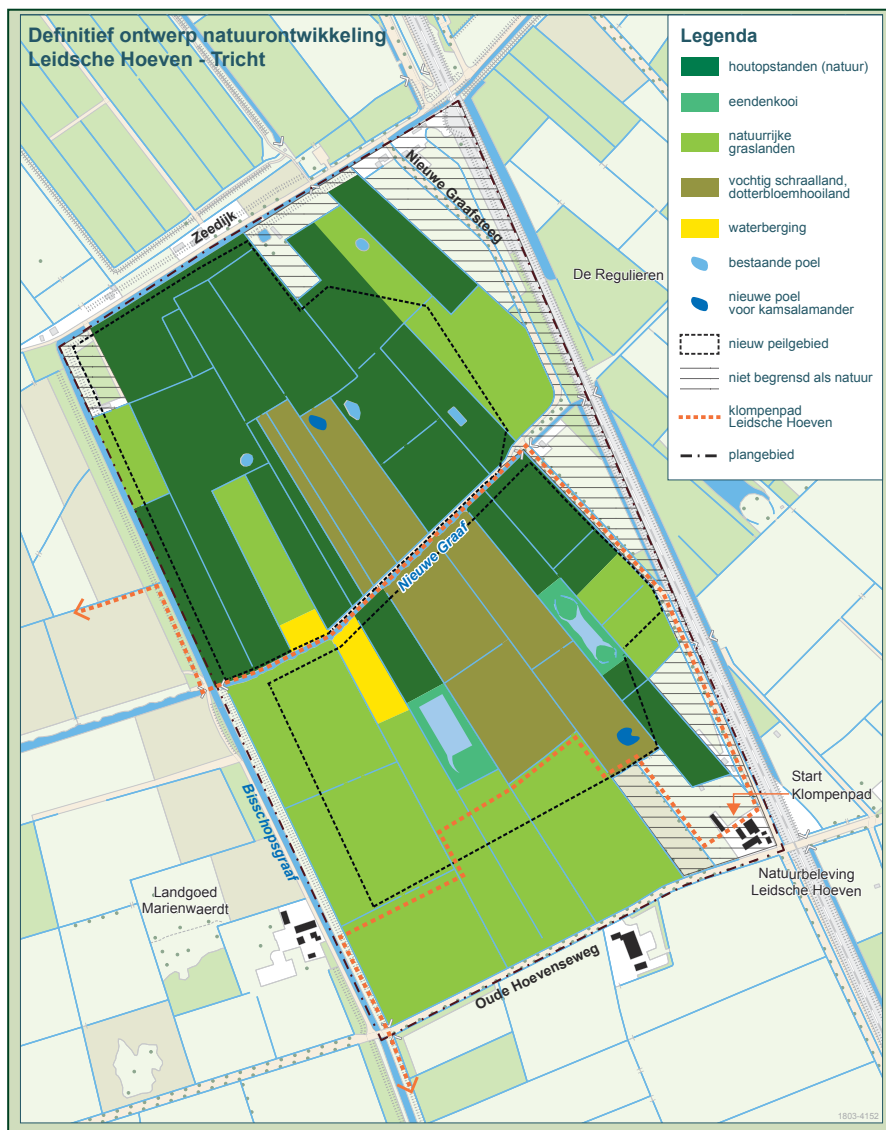 Definitief ontwerp natuurontwikkeling
Leidsche Hoeven - Tricht
Legenda
houtopstanden (natuur)
eendenkooi
natuurrijke
graslanden
vochtig schraalland,
dotterbloemhooiland
waterberging
bestaande poel
nieuwe poel
voor kamsalamander
nieuw peilgebied
niet begrensd als natuur
klompenpad
Leidsche Hoeven
plangebied
Zeedijk
Nieuwe Graafsteeg
De Regulieren
Nieuwe Graaf
Bisschopsgraaf
Start
Klompenpad
Natuurbeleving
Leidsche Hoeven
Landgoed
Marienwaerdt
Oude Hoevenseweg
1803-4152